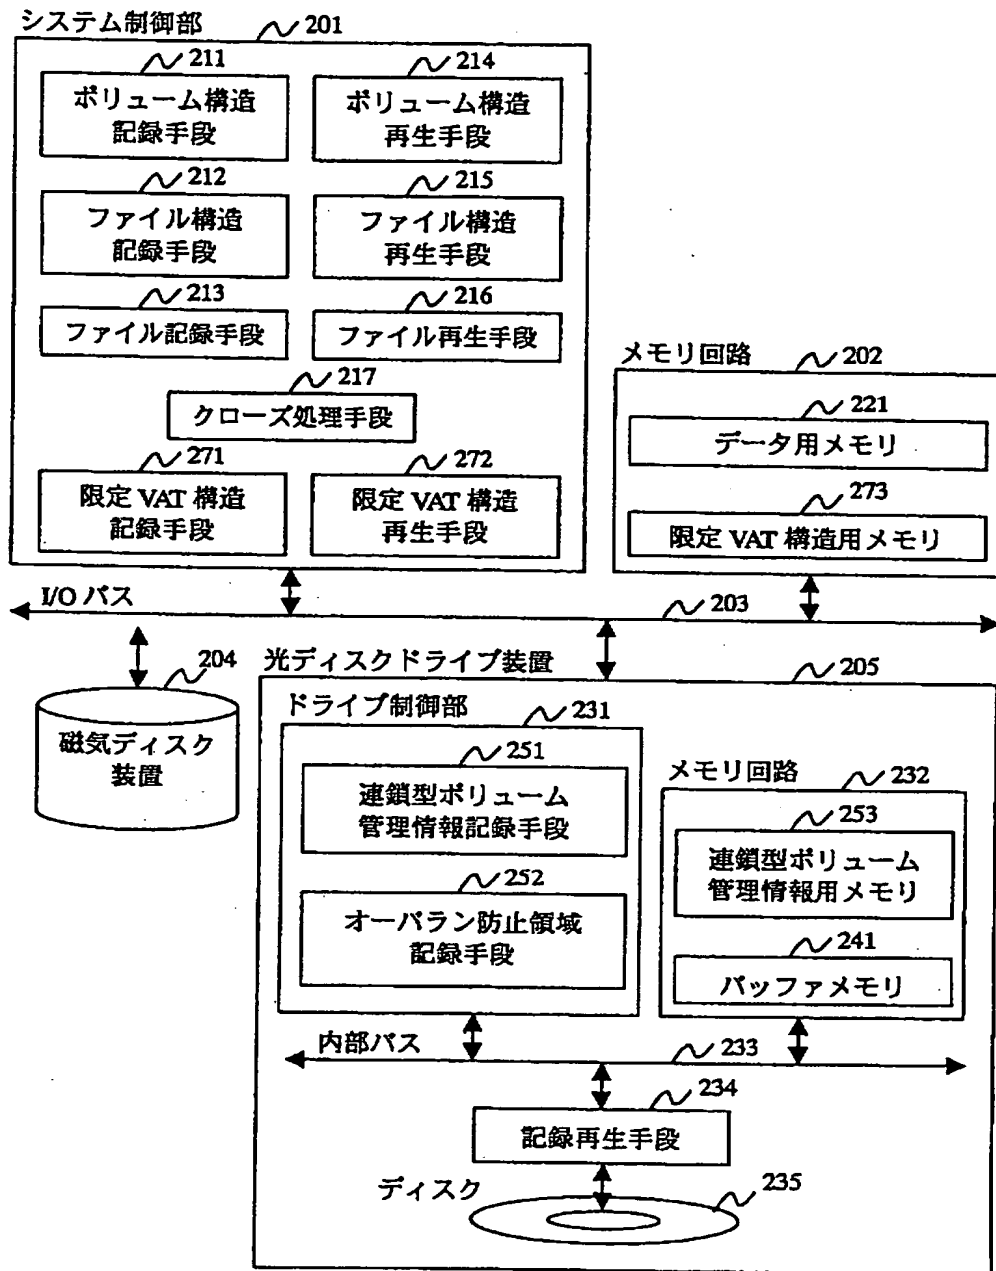 システム制御部 201
211 214
ボリューム構造
記録手段
ボリューム構造
再生手段
212 215
ファイル構造
記録手段
ファイル構造
再生手段
213 216
ファイル記録手段 ファイル再生手段
217
クローズ処理手段
271 272
限定 VAT 構造
記録手段
限定 VAT 構造
再生手段
メモリ回路 202
221
データ用メモリ
273
限定 VAT 構造用メモリ
I/O バス 203
204
磁気ディスク
装置
光ディスクドライブ装置 205
ドライブ制御部 231
251
連鎖型ボリューム
管理情報記録手段
252
オーバラン防止領域
記録手段
メモリ回路 232
253
連鎖型ボリューム
管理情報用メモリ
241
バッファメモリ
内部バス 233
234
記録再生手段
ディスク 235